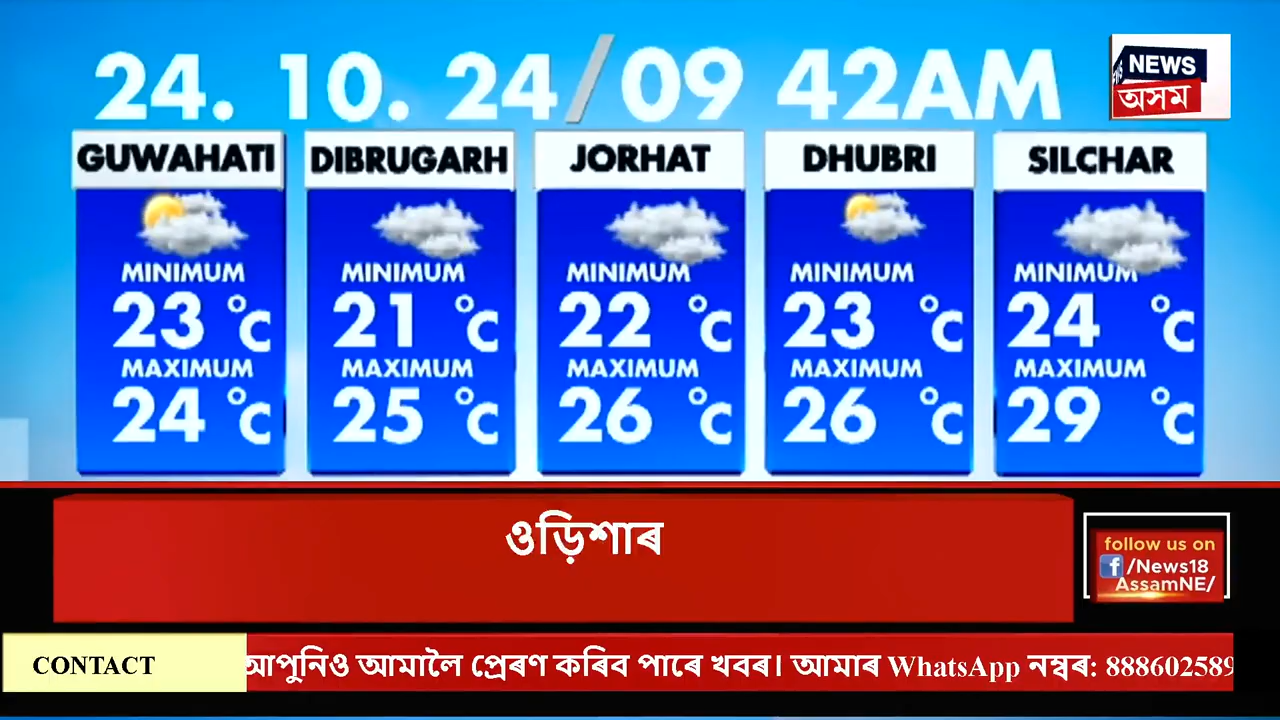 24. 10. 24/09 42AM
NEWS
অসম
GUWAHATI DIBRUGARH JORHAT DHUBRI SILCHAR
MINIMUM MINIMUM MINIMUM MINIMUM MINIMUM
23 °C 21 °C 22 °C 23 °C 24 °C
MAXIMUM MAXIMUM MAXIMUM MAXIMUM MAXIMUM
24 °C 25 °C 26 °C 26 °C 29 °C
ওড়িশাৰ
follow us on
f/News18
AssamNE/
CONTACT আপুনিও আমালৈ প্ৰেৰণ কৰিব পাৰে খবৰ। আমাৰ WhatsApp নম্বৰ: 888602589